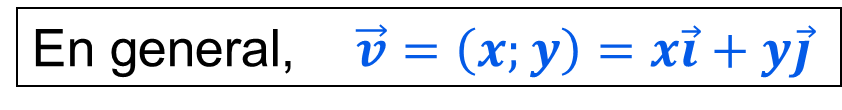 En general, v⃗ = (x; y) = xi⃗ + yj⃗